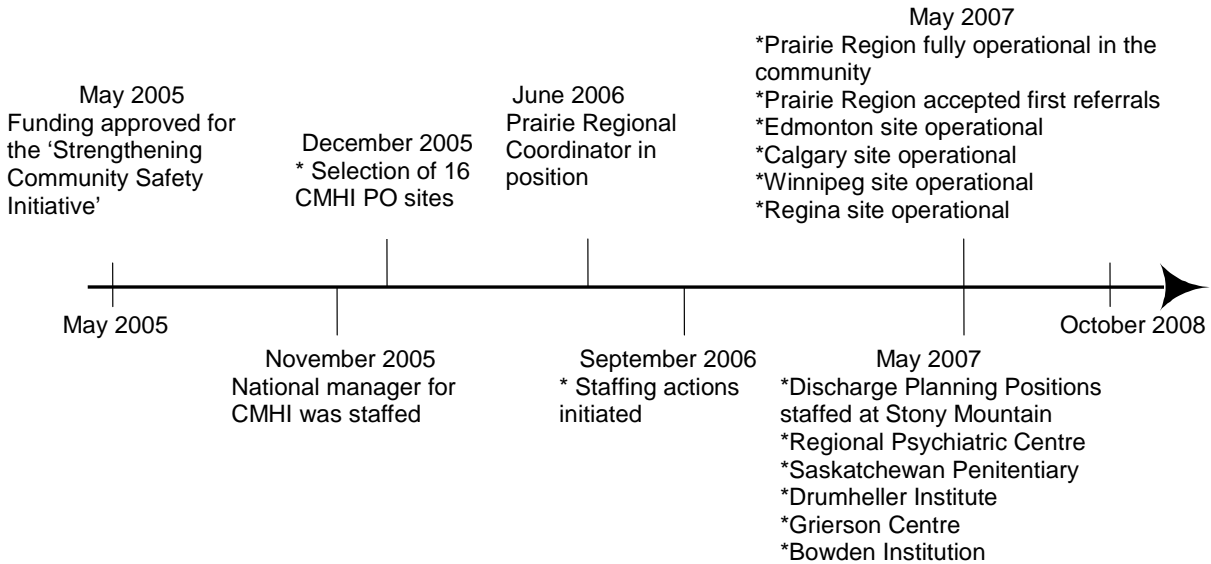 May 2005
Funding approved for
the ‘Strengthening
Community Safety
Initiative’
December 2005
* Selection of 16
CMHI PO sites
June 2006
Prairie Regional
Coordinator in
position
May 2007
*Prairie Region fully operational in the
community
*Prairie Region accepted first referrals
*Edmonton site operational
*Calgary site operational
*Winnipeg site operational
*Regina site operational
May 2005
October 2008
November 2005
National manager for
CMHI was staffed
September 2006
* Staffing actions
initiated
May 2007
*Discharge Planning Positions
staffed at Stony Mountain
*Regional Psychiatric Centre
*Saskatchewan Penitentiary
*Drumheller Institute
*Grierson Centre
*Bowden Institution